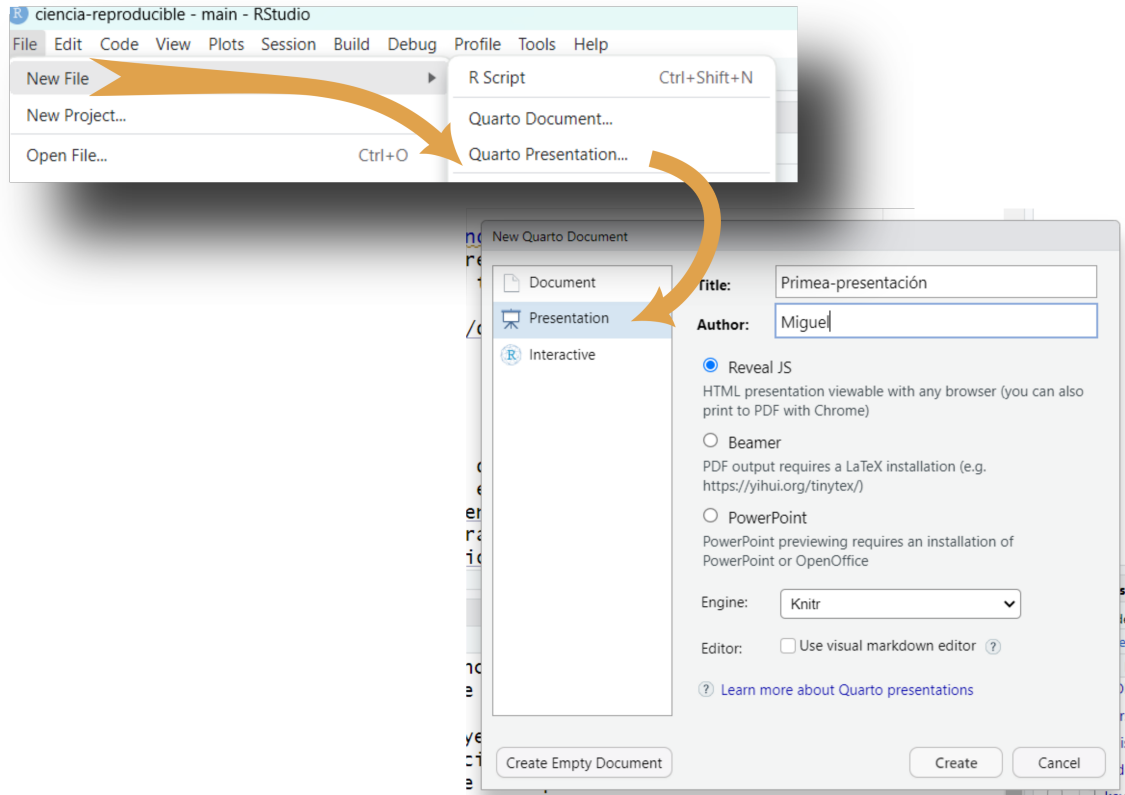 R ciencia-reproducible - main - RStudio
File Edit Code View Plots Session Build Debug Profile Tools Help
New File
R Script Ctrl+Shift+N
New Project...
Quarto Document...
Open File... Ctrl+O
Quarto Presentation...
New Quarto Document
Document
Presentation
R Interactive
Title: Primea-presentación
Author: Miguel
Reveal JS
HTML presentation viewable with any browser (you can also
print to PDF with Chrome)
Beamer
PDF output requires a LaTeX installation (e.g.
https://yihui.org/tinytex/)
PowerPoint
PowerPoint previewing requires an installation of
PowerPoint or OpenOffice
Engine: Knitr
Editor: Use visual markdown editor ?
? Learn more about Quarto presentations
Create Empty Document Create Cancel